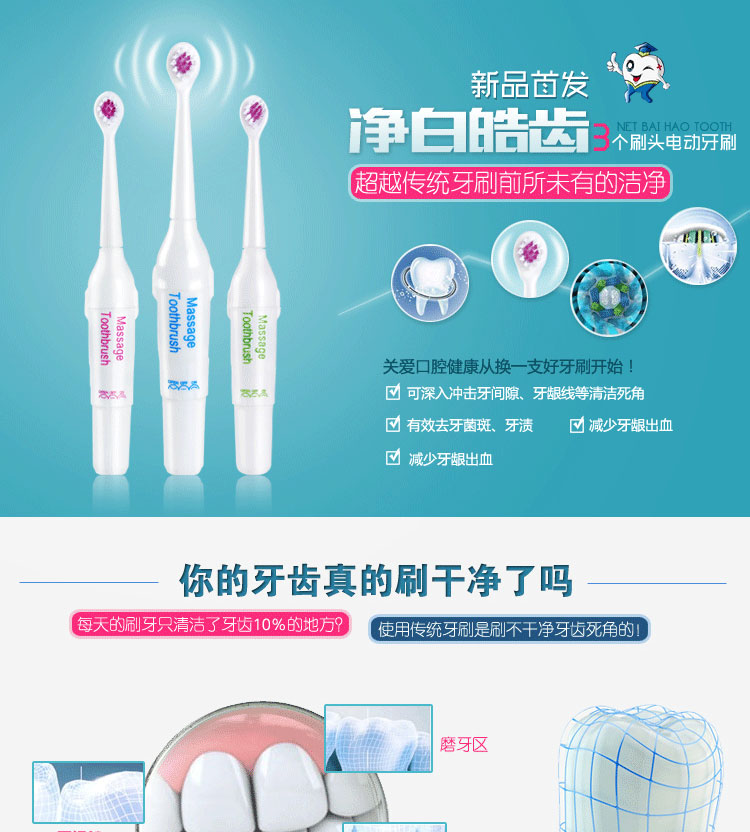 新品首发
净白皓齿
NET BAI HAO TOOTH
3个刷头电动牙刷
超越传统牙刷前所未有的洁净
Massage
Toothbrush
Massage
Toothbrush
Massage
Toothbrush
关爱口腔健康从换一支好牙刷开始！
可深入冲击牙间隙、牙龈线等清洁死角
有效去牙菌斑、牙渍
减少牙龈出血
减少牙龈出血
你的牙齿真的刷干净了吗
每天的刷牙只清洁了牙齿10%的地方?
使用传统牙刷是刷不干净牙齿死角的!
磨牙区